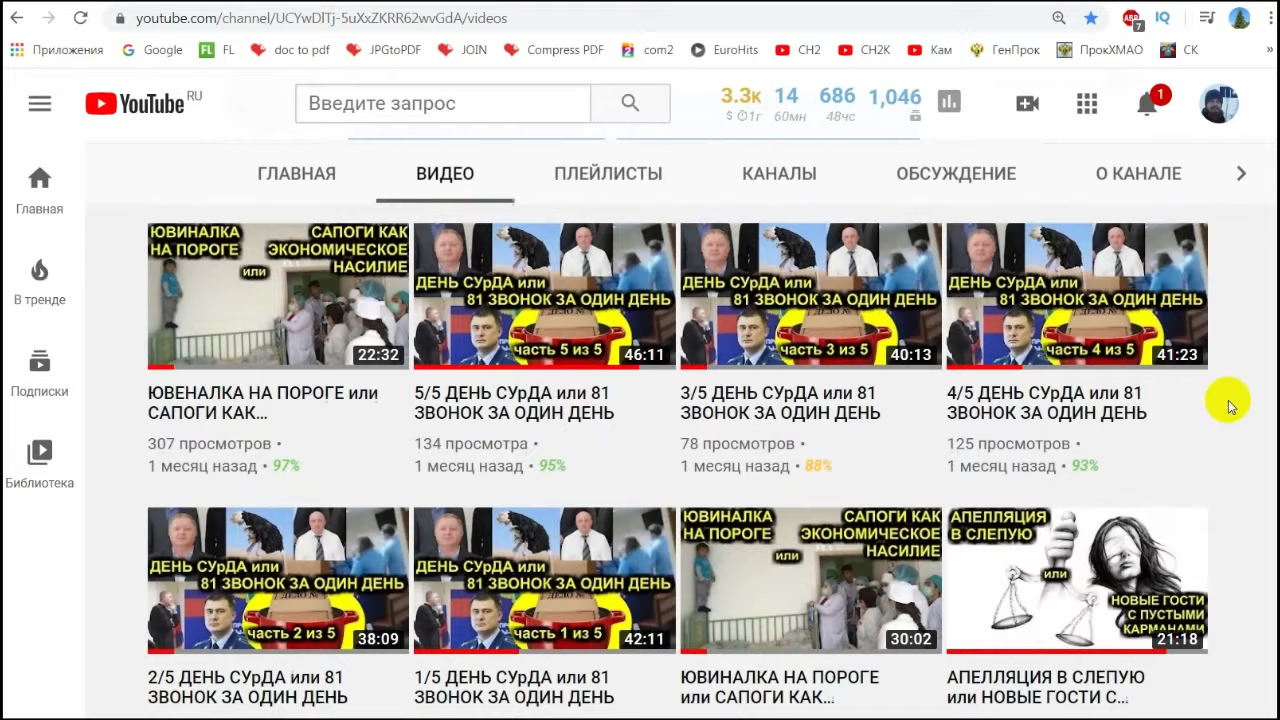 youtube.com/channel/UCYwDlTj-5uXxZKRR62wvGdA/videos
ABP 7 IQ
Приложения Google FL FL doc to pdf JPGtoPDF JOIN Compress PDF 2 com2 EuroHits CH2 CH2K Кам ГенПрок ПрокХМАО СК »
YouTube RU
Введите запрос
3.3к 14 686 1,046
$ 1г 60мн 48чс
1
ГЛАВНАЯ ВИДЕО ПЛЕЙЛИСТЫ КАНАЛЫ ОБСУЖДЕНИЕ О КАНАЛЕ
Главная
В тренде
Подписки
Библиотека
ЮВИНАЛКА НА ПОРОГЕ
или
САПОГИ КАК ЭКОНОМИЧЕСКОЕ НАСИЛИЕ
22:32
ДЕНЬ СУрДА или
81 ЗВОНОК ЗА ОДИН ДЕНЬ
часть 5 из 5
46:11
ДЕНЬ СУрДА или
81 ЗВОНОК ЗА ОДИН ДЕНЬ
часть 3 из 5
40:13
ДЕНЬ СУрДА или
81 ЗВОНОК ЗА ОДИН ДЕНЬ
часть 4 из 5
41:23
ЮВЕНАЛКА НА ПОРОГЕ или
САПОГИ КАК...
307 просмотров •
1 месяц назад • 97%
5/5 ДЕНЬ СУрДА или 81
ЗВОНОК ЗА ОДИН ДЕНЬ
134 просмотра •
1 месяц назад • 95%
3/5 ДЕНЬ СУрДА или 81
ЗВОНОК ЗА ОДИН ДЕНЬ
78 просмотров •
1 месяц назад • 88%
4/5 ДЕНЬ СУрДА или 81
ЗВОНОК ЗА ОДИН ДЕНЬ
125 просмотров •
1 месяц назад • 93%
ДЕНЬ СУрДА или
81 ЗВОНОК ЗА ОДИН ДЕНЬ
часть 2 из 5
38:09
ДЕНЬ СУрДА или
81 ЗВОНОК ЗА ОДИН ДЕНЬ
часть 1 из 5
42:11
ЮВИНАЛКА НА ПОРОГЕ
или
САПОГИ КАК ЭКОНОМИЧЕСКОЕ НАСИЛИЕ
30:02
АПЕЛЛЯЦИЯ
В СЛЕПУЮ
или
НОВЫЕ ГОСТИ
С ПУСТЫМИ
КАРМАНАМИ
21:18
2/5 ДЕНЬ СУрДА или 81
ЗВОНОК ЗА ОДИН ДЕНЬ
1/5 ДЕНЬ СУрДА или 81
ЗВОНОК ЗА ОДИН ДЕНЬ
ЮВИНАЛКА НА ПОРОГЕ
или САПОГИ КАК...
АПЕЛЛЯЦИЯ В СЛЕПУЮ
или НОВЫЕ ГОСТИ С...